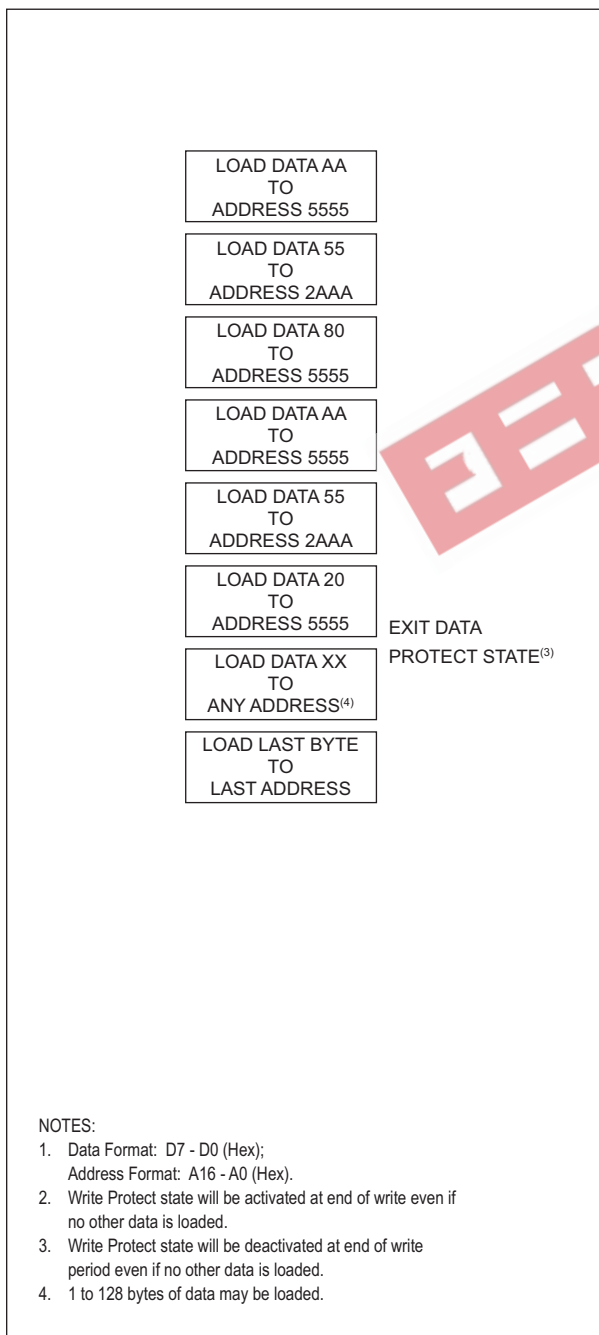 LOAD DATA AA
TO
ADDRESS 5555
LOAD DATA 55
TO
ADDRESS 2AAA
LOAD DATA 80
TO
ADDRESS 5555
LOAD DATA AA
TO
ADDRESS 5555
LOAD DATA 55
TO
ADDRESS 2AAA
LOAD DATA 20
TO
ADDRESS 5555
EXIT DATA
PROTECT STATE(3)
LOAD DATA XX
TO
ANY ADDRESS(4)
LOAD LAST BYTE
TO
LAST ADDRESS
NOTES:
1. Data Format: D7 - D0 (Hex);
Address Format: A16 - A0 (Hex).
2. Write Protect state will be activated at end of write even if
no other data is loaded.
3. Write Protect state will be deactivated at end of write
period even if no other data is loaded.
4. 1 to 128 bytes of data may be loaded.